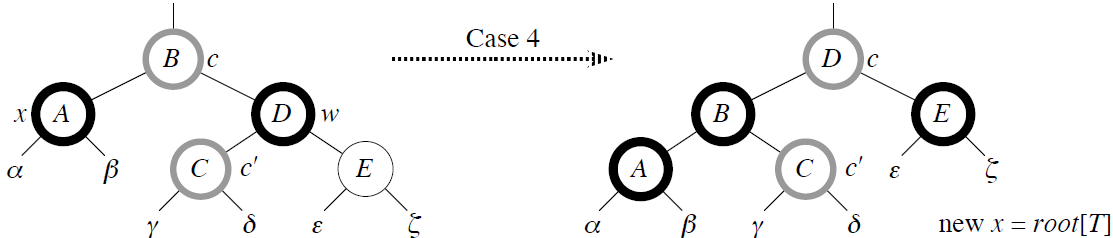 Case 4
B c D c
x A D w B E
C c′ E A C c′ ε ζ
α β
γ δ ε ζ α β γ δ new x = root[T]